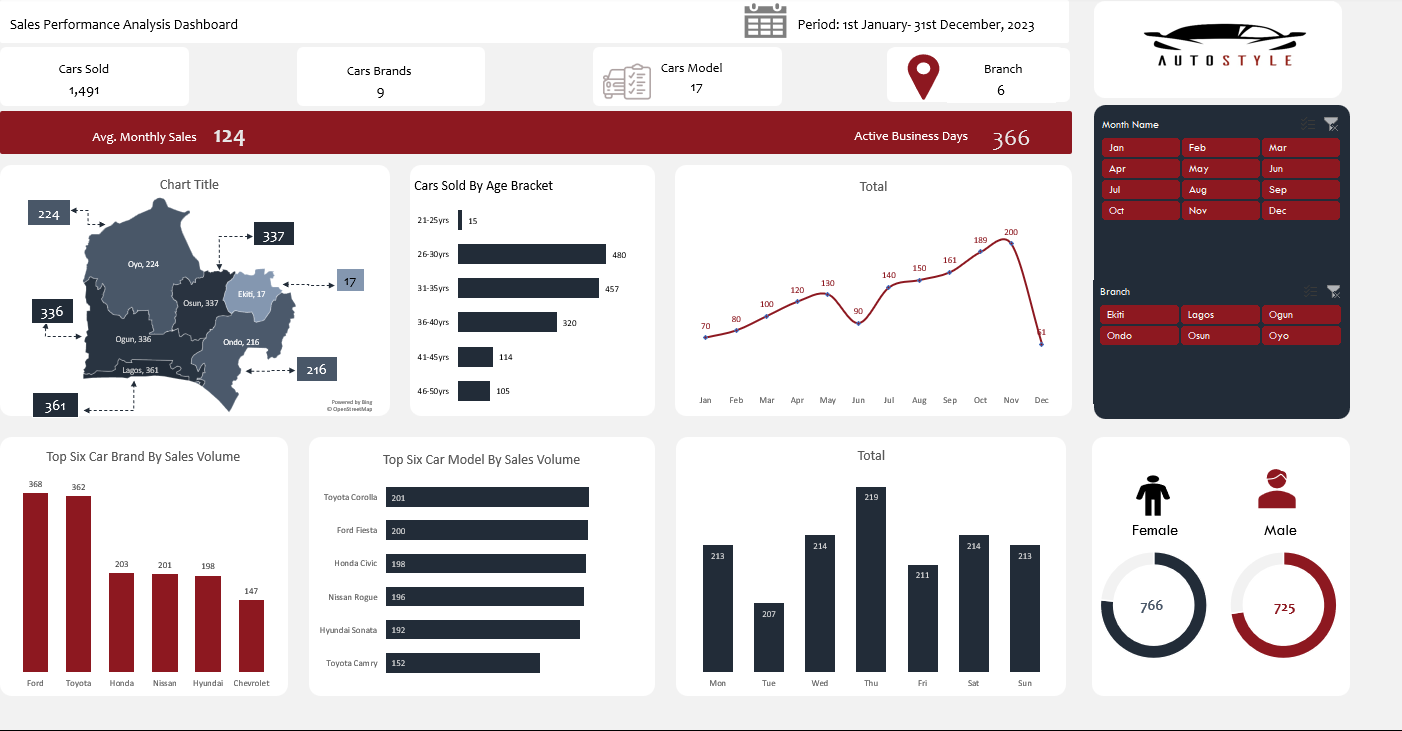 Sales Performance Analysis Dashboard
Period: 1st January- 31st December, 2023
AUTOSTYLE
Cars Sold
1,491
Cars Brands
9
Cars Model
17
Branch
6
Avg. Monthly Sales 124
Active Business Days 366
Month Name
Jan Feb Mar
Apr May Jun
Jul Aug Sep
Oct Nov Dec
Branch
Ekiti Lagos Ogun
Ondo Osun Oyo
Chart Title
224
337
17
336
216
361
Oyo, 224
Osun, 337
Ekiti, 17
Ogun, 336
Ondo, 216
Lagos, 361
Powered by Bing
© OpenStreetMap
Cars Sold By Age Bracket
21-25yrs 15
26-30yrs 480
31-35yrs 457
36-40yrs 320
41-45yrs 114
46-50yrs 105
Total
70 80 100 120 130 90 140 150 161 189 200 51
Jan Feb Mar Apr May Jun Jul Aug Sep Oct Nov Dec
Top Six Car Brand By Sales Volume
368 362 203 201 198 147
Ford Toyota Honda Nissan Hyundai Chevrolet
Top Six Car Model By Sales Volume
Toyota Corolla 201
Ford Fiesta 200
Honda Civic 198
Nissan Rogue 196
Hyundai Sonata 192
Toyota Camry 152
Total
213 207 214 219 211 214 213
Mon Tue Wed Thu Fri Sat Sun
Female Male
766 725